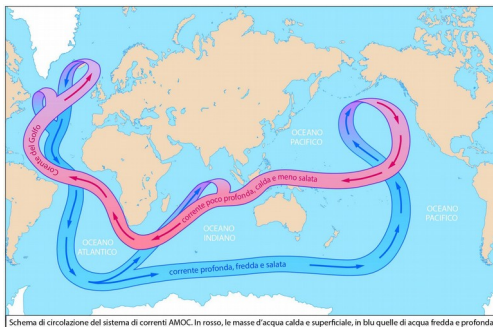 OCEANO
PACIFICO
Corente del Golfo
corrente poco profonda, calda e meno salata
OCEANO
PACIFICO
OCEANO
ATLANTICO
OCEANO
INDIANO
corrente profonda, fredda e salata
Schema di circolazione del sistema di correnti AMOC. In rosso, le masse d'acqua calda e superficiale, in blu quelle di acqua fredda e profonda